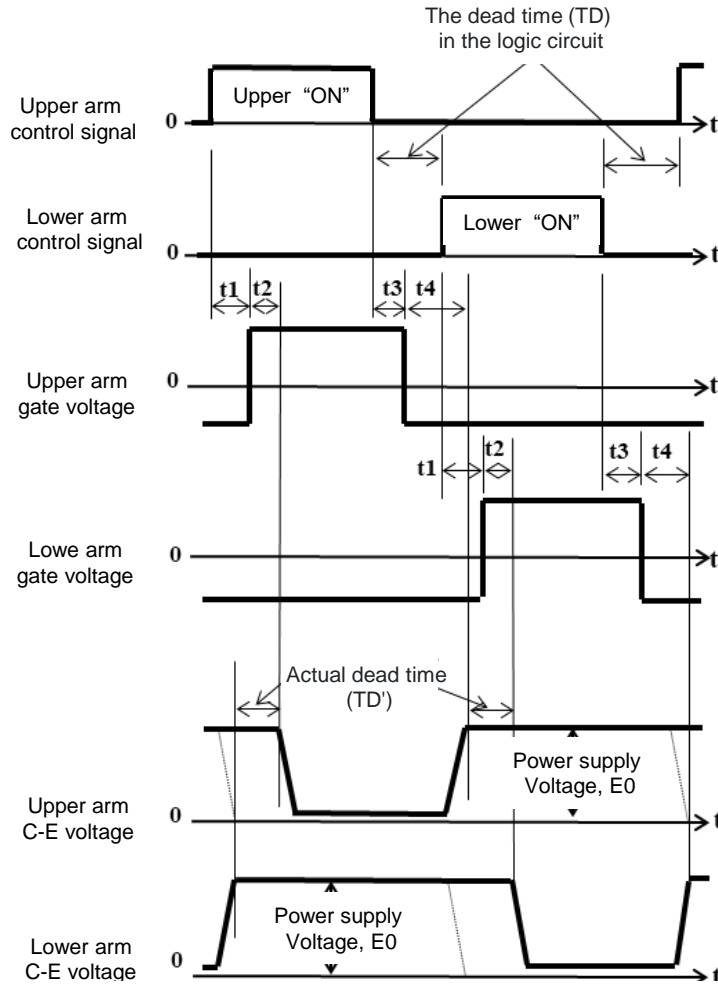 The dead time (TD)
in the logic circuit
Upper “ON”
Upper arm
control signal
0
t
Lower “ON”
Lower arm
control signal
0
t
t1 t2 t3 t4
Upper arm
gate voltage
0
t
t1 t2 t3 t4
Lowe arm
gate voltage
0
t
Actual dead time
(TD')
Power supply
Voltage, E0
Upper arm
C-E voltage
0
t
Power supply
Voltage, E0
Lower arm
C-E voltage
0
t